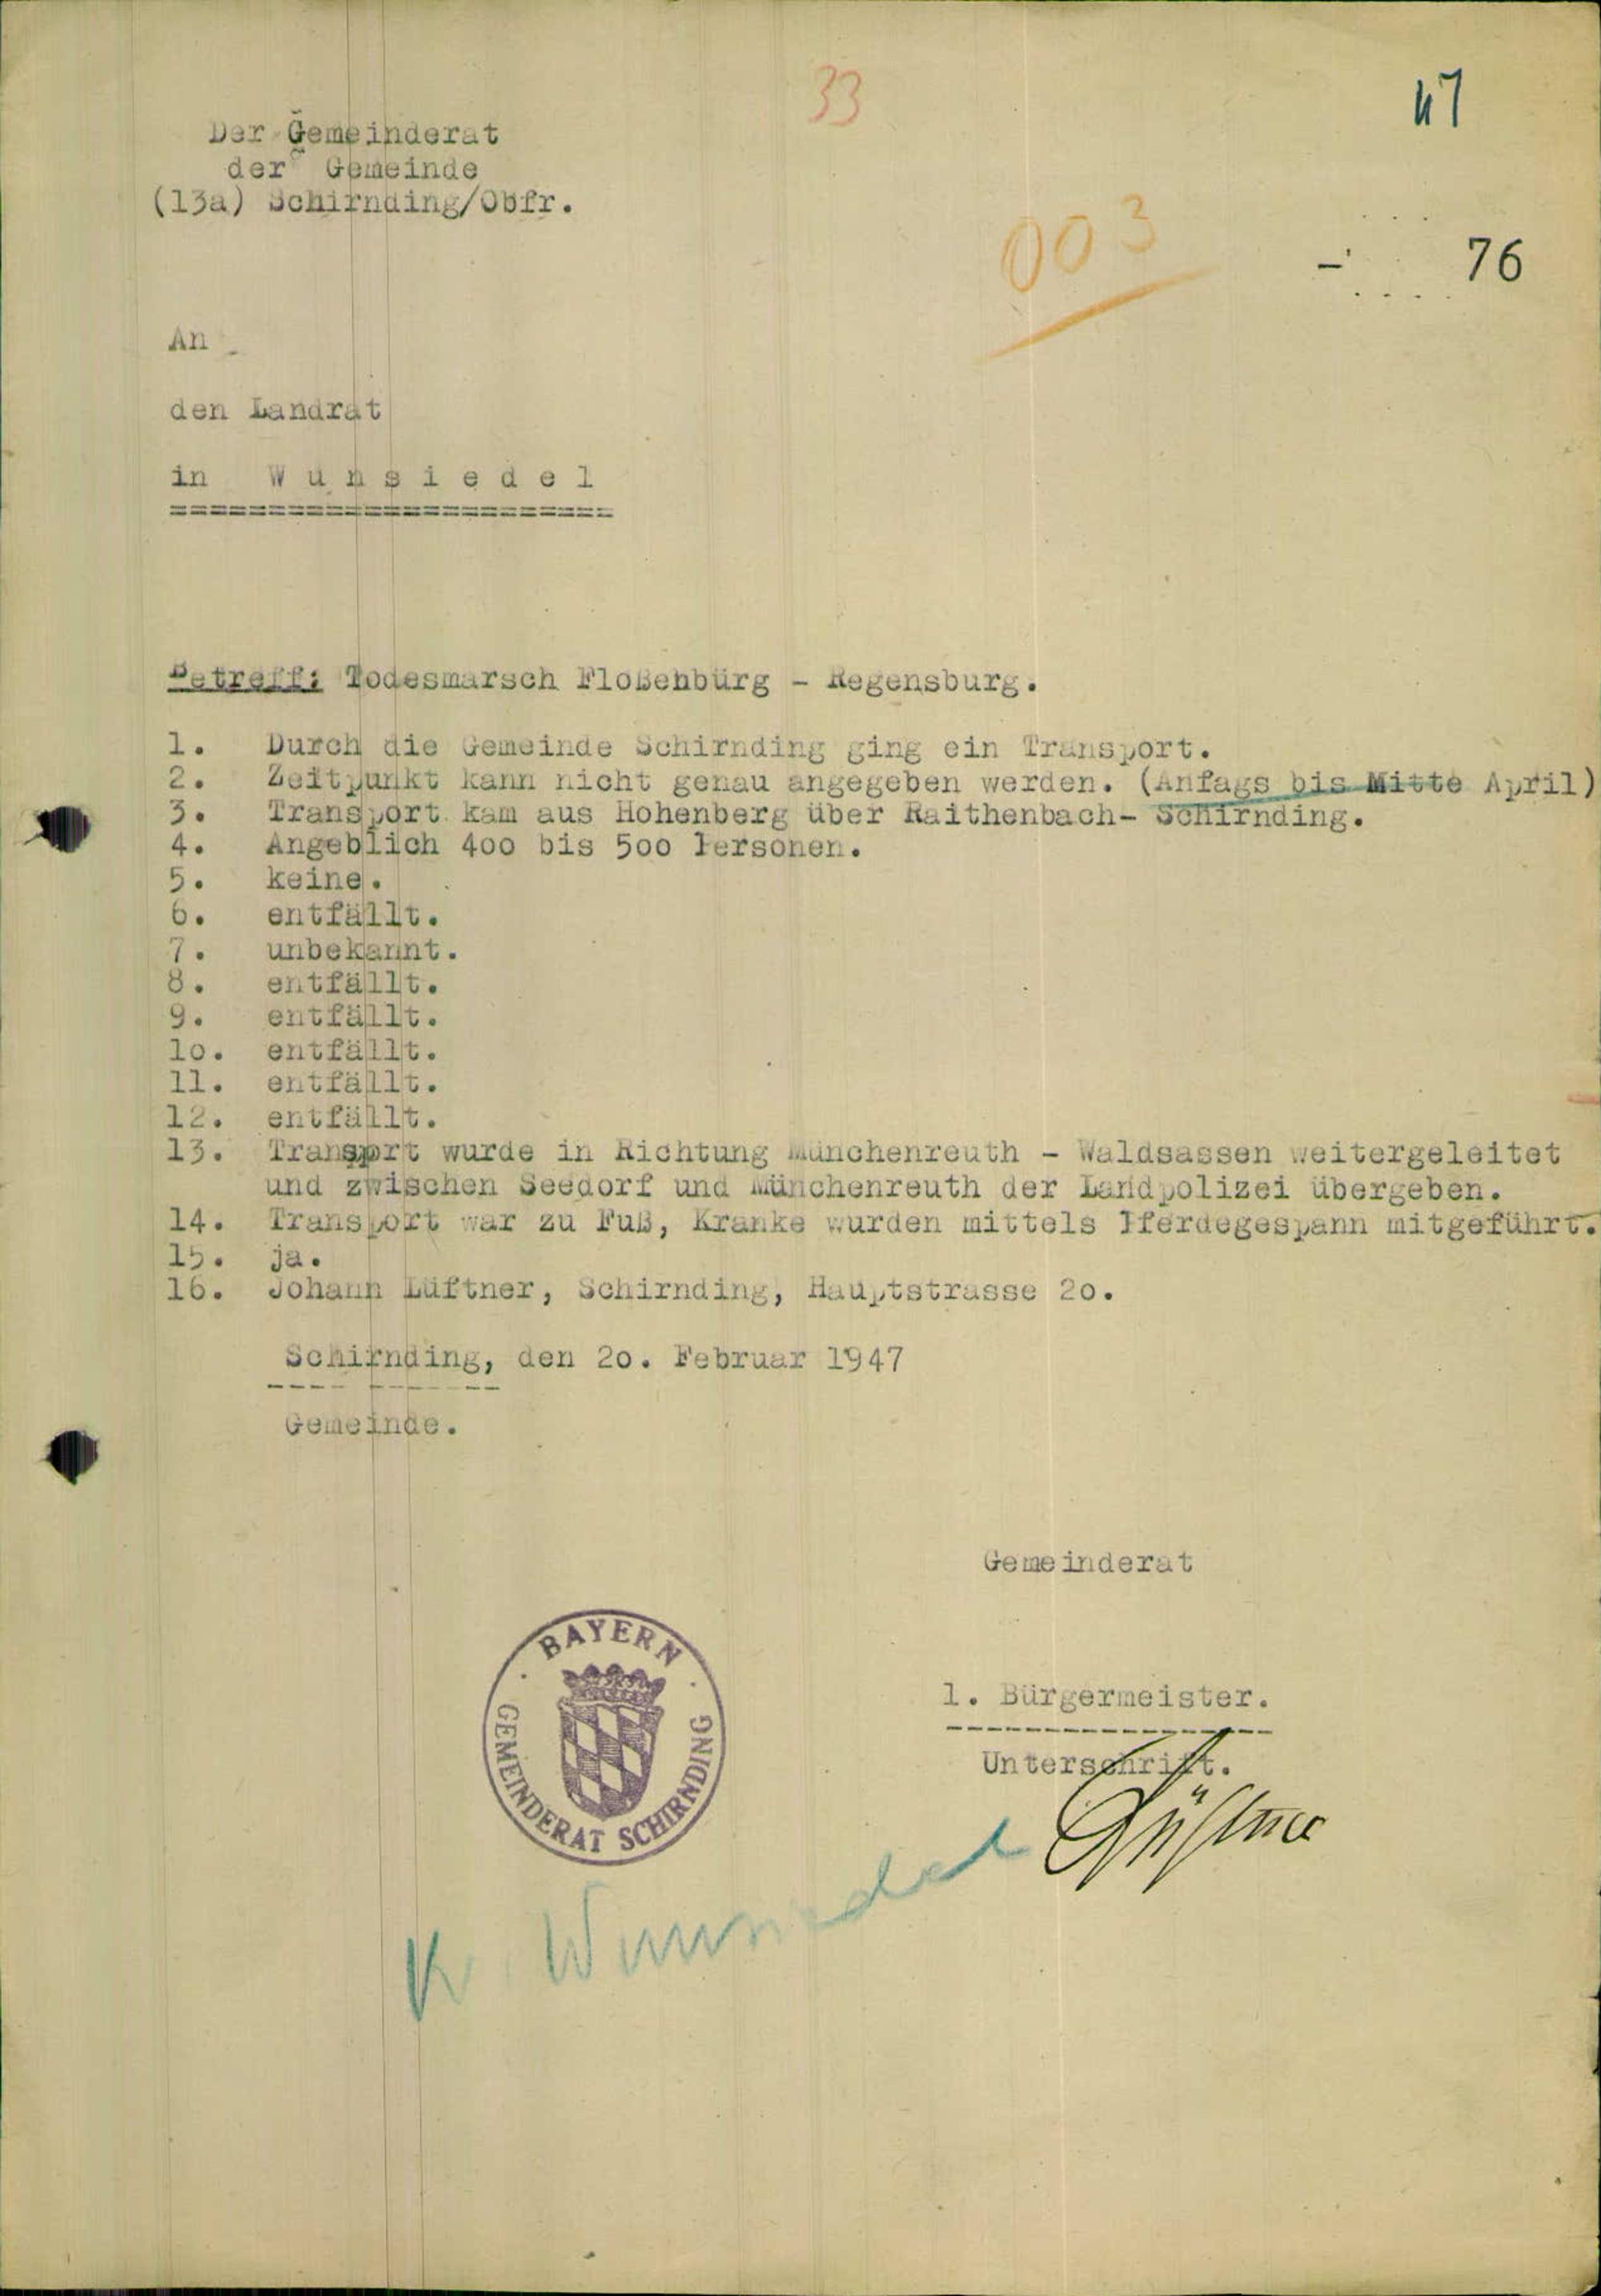 33
47
Der Gemeinderat
der Gemeinde
(13a) Schirnding/Obfr.
003
76
An
den Landrat
in Wunsiedel
=======================
Betreff: Todesmarsch Floßenbürg - Regensburg.
1. Durch die Gemeinde Schirnding ging ein Transport.
2. Zeitpunkt kann nicht genau angegeben werden. (Anfags bis Mitte April)
3. Transport kam aus Hohenberg über Raithenbach- Schirnding.
4. Angeblich 4oo bis 5oo Personen.
5. keine.
6. entfällt.
7. unbekannt.
8. entfällt.
9. entfällt.
1o. entfällt.
11. entfällt.
12. entfällt.
13. Transport wurde in Richtung Münchenreuth - Waldsassen weitergeleitet
und zwischen Seedorf und Münchenreuth der Landpolizei übergeben.
14. Transport war zu Fuß, Kranke wurden mittels Pferdegespann mitgeführt.
15. ja.
16. Johann Lüftner, Schirnding, Hauptstrasse 2o.
Schirnding, den 2o. Februar 1947
Gemeinde.
Gemeinderat
BAYERN
GEMEINDERAT SCHIRNDING
1. Bürgermeister.
Unterschrift.
Lüftner